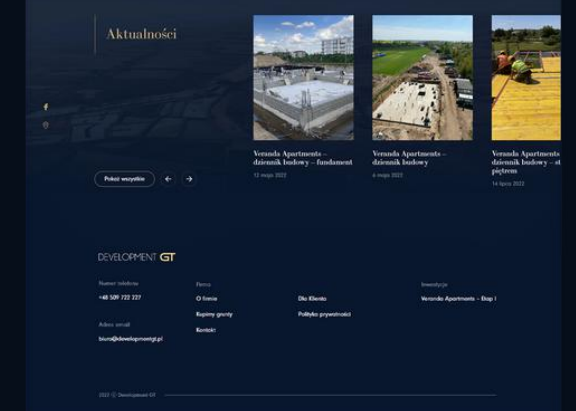 Aktualności
Veranda Apartments –
dziennik budowy – fundament
12 maja 2022
Veranda Apartments –
dziennik budowy
6 maja 2022
Veranda Apartments
dziennik budowy – st
piętrem
14 lipca 2022
Pokaż wszystkie
DEVELOPMENT GT
Numer telefonu
+48 509 722 227
Adres email
biuro@developmentgt.pl
Firma
O firmie
Kupimy grunty
Kontakt
Dla Klienta
Polityka prywatności
Inwestycje
Veranda Apartments – Etap I
2022 © Development GT